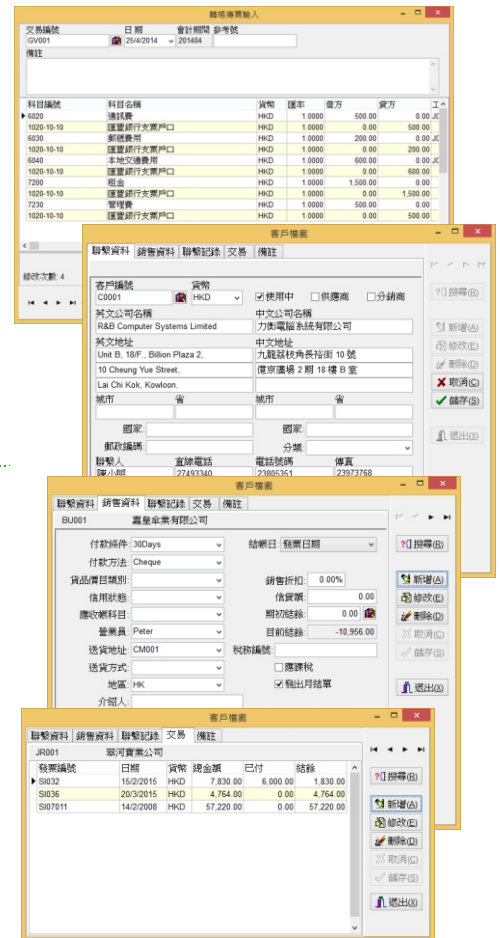 轉帳傳票輸入
交易編號 日期 會計期間 參考號
GV001 25/4/2014 201404
備註
科目編號 科目名稱 貨幣 匯率 借方 貸方 工
6020 通訊費 HKD 1.0000 500.00 0.00 JC
1020-10-10 匯豐銀行支票戶口 HKD 1.0000 0.00 500.00
6030 郵遞費用 HKD 1.0000 200.00 0.00 JC
1020-10-10 匯豐銀行支票戶口 HKD 1.0000 0.00 200.00
6040 本地交通費用 HKD 1.0000 600.00 0.00 JC
1020-10-10 匯豐銀行支票戶口 HKD 1.0000 0.00 600.00
7200 租金 HKD 1.0000 1,500.00 0.00
1020-10-10 匯豐銀行支票戶口 HKD 1.0000 0.00 1,500.00
7230 管理費 HKD 1.0000 500.00 0.00
1020-10-10 匯豐銀行支票戶口 HKD 1.0000 0.00 500.00
修改次數: 4
客戶檔案
聯繫資料 銷售資料 聯繫記錄 交易 備註
客戶編號 貨幣
C0001 HKD 使用中 供應商 分銷商
英文公司名稱 中文公司名稱
R&B Computer Systems Limited 力衡電腦系統有限公司
英文地址 中文地址
Unit B, 18/F., Billion Plaza 2, 九龍荔枝角長裕街 10 號
10 Cheung Yue Street, 億京廣場 2 期 18 樓 B 室
Lai Chi Kok, Kowloon.
城市 省 城市 省
國家: 國家:
郵政編碼: 分類:
聯繫人 直線電話 電話號碼 傳真
陳小明 27493340 23805351 23973768
搜尋(R)
新增(A)
修改(E)
刪除(D)
取消(C)
儲存(S)
退出(X)
客戶檔案
聯繫資料 銷售資料 聯繫記錄 交易 備註
BU001 嘉皇傘業有限公司
付款條件: 30Days 結帳日: 發票日期
付款方法: Cheque
貨品價目類別: 銷售折扣: 0.00%
信用狀態: 信貸額: 0.00
應收帳科目: 期初結餘: 0.00
營業員: Peter 目前結餘: -10,956.00
送貨地址: CM001 稅務編號:
送貨方式: 應課稅
地區: HK 發出月結單
介紹人:
搜尋(R)
新增(A)
修改(E)
刪除(D)
取消(C)
儲存(S)
退出(X)
客戶檔案
聯繫資料 銷售資料 聯繫記錄 交易 備註
JR001 翠河實業公司
發票編號 日期 貨幣 總金額 已付 結餘
SI032 15/2/2015 HKD 7,830.00 6,000.00 1,830.00
SI036 20/3/2015 HKD 4,764.00 0.00 4,764.00
SI07011 14/2/2008 HKD 57,220.00 0.00 57,220.00
搜尋(R)
新增(A)
修改(E)
刪除(D)
取消(C)
儲存(S)
退出(X)